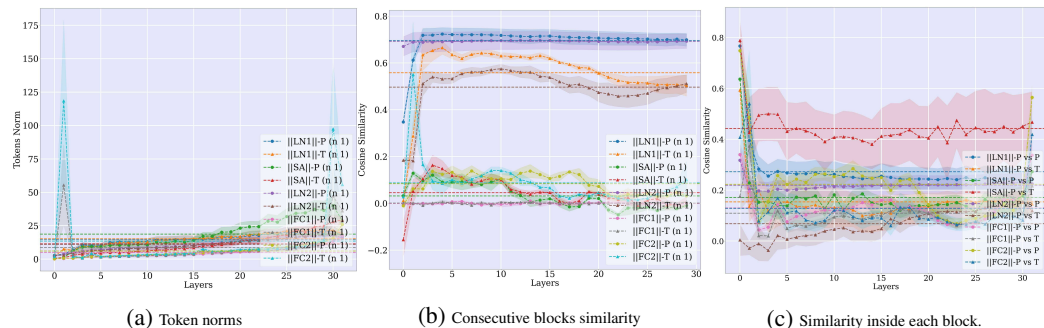 175
150
125
100
75
50
25
0
Tokens Norm
0 5 10 15 20 25 30
Layers
||LN1||-P (n 1)
||LN1||-T (n 1)
||SA||-P (n 1)
||SA||-T (n 1)
||LN2||-P (n 1)
||LN2||-T (n 1)
||FC1||-P (n 1)
||FC1||-T (n 1)
||FC2||-P (n 1)
||FC2||-T (n 1)
(a) Token norms
0.8
0.6
0.4
0.2
0.0
−0.2
Cosine Similarity
0 5 10 15 20 25 30
Layers
||LN1||-P (n 1)
||LN1||-T (n 1)
||SA||-P (n 1)
||SA||-T (n 1)
||LN2||-P (n 1)
||LN2||-T (n 1)
||FC1||-P (n 1)
||FC1||-T (n 1)
||FC2||-P (n 1)
||FC2||-T (n 1)
(b) Consecutive blocks similarity
0.8
0.6
0.4
0.2
0.0
Cosine Similarity
0 5 10 15 20 25 30
Layers
||LN1||-P vs P
||LN1||-P vs T
||SA||-P vs P
||SA||-P vs T
||LN2||-P vs P
||LN2||-P vs T
||FC1||-P vs P
||FC1||-P vs T
||FC2||-P vs P
||FC2||-P vs T
(c) Similarity inside each block.